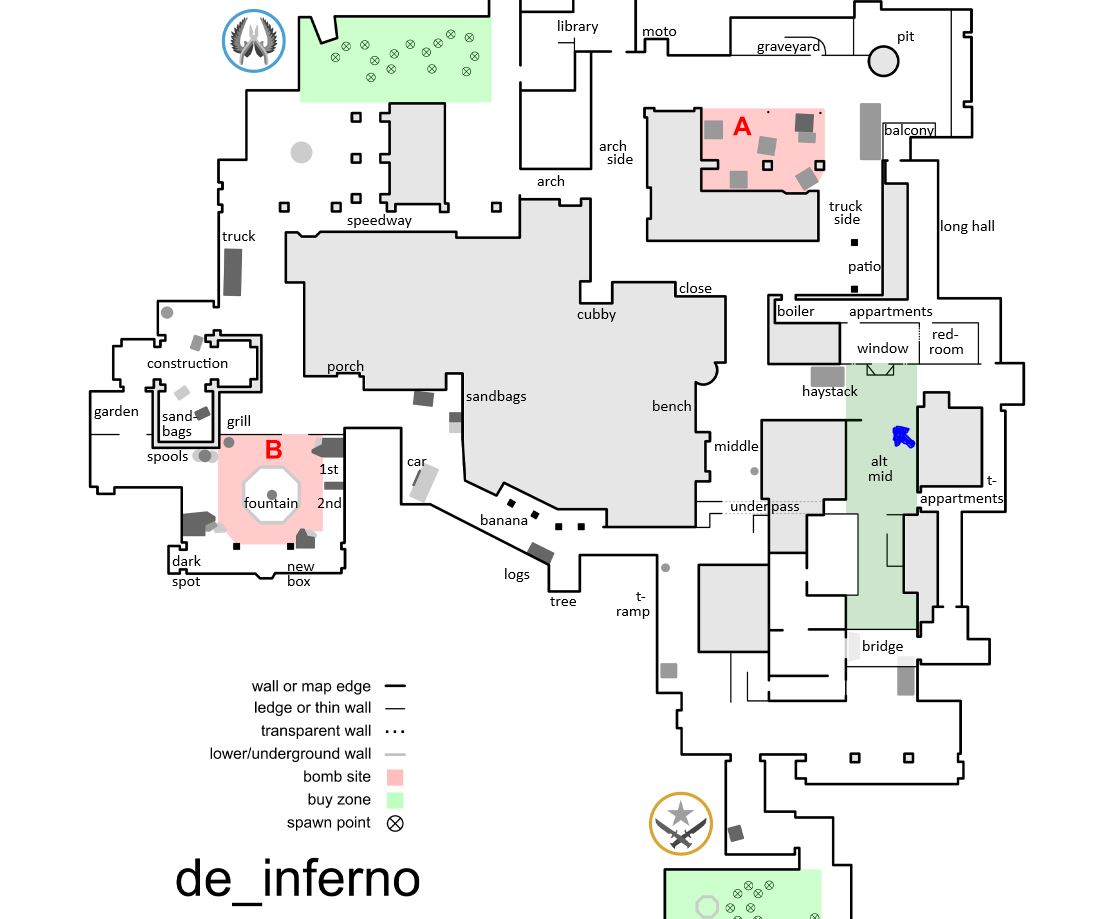 library
moto
graveyard
pit
A
balcony
arch
side
arch
truck
side
speedway
long hall
truck
patio
close
cubby
boiler
appartments
red-
room
window
construction
porch
haystack
sandbags
bench
garden
sand-
bags
grill
B
middle
alt
mid
spools
car
1st
t-
appartments
fountain
2nd
underpass
banana
dark
spot
new
box
logs
tree
t-
ramp
bridge
wall or map edge
ledge or thin wall
transparent wall
lower/underground wall
bomb site
buy zone
spawn point
de_inferno